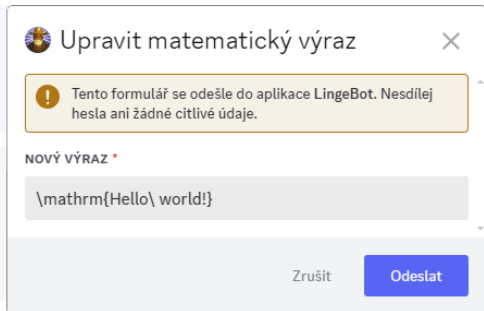 Upravit matematický výraz
Tento formulář se odešle do aplikace LingeBot. Nesdílej
hesla ani žádné citlivé údaje.
NOVÝ VÝRAZ *
\mathrm{Hello\ world!}
Zrušit
Odeslat